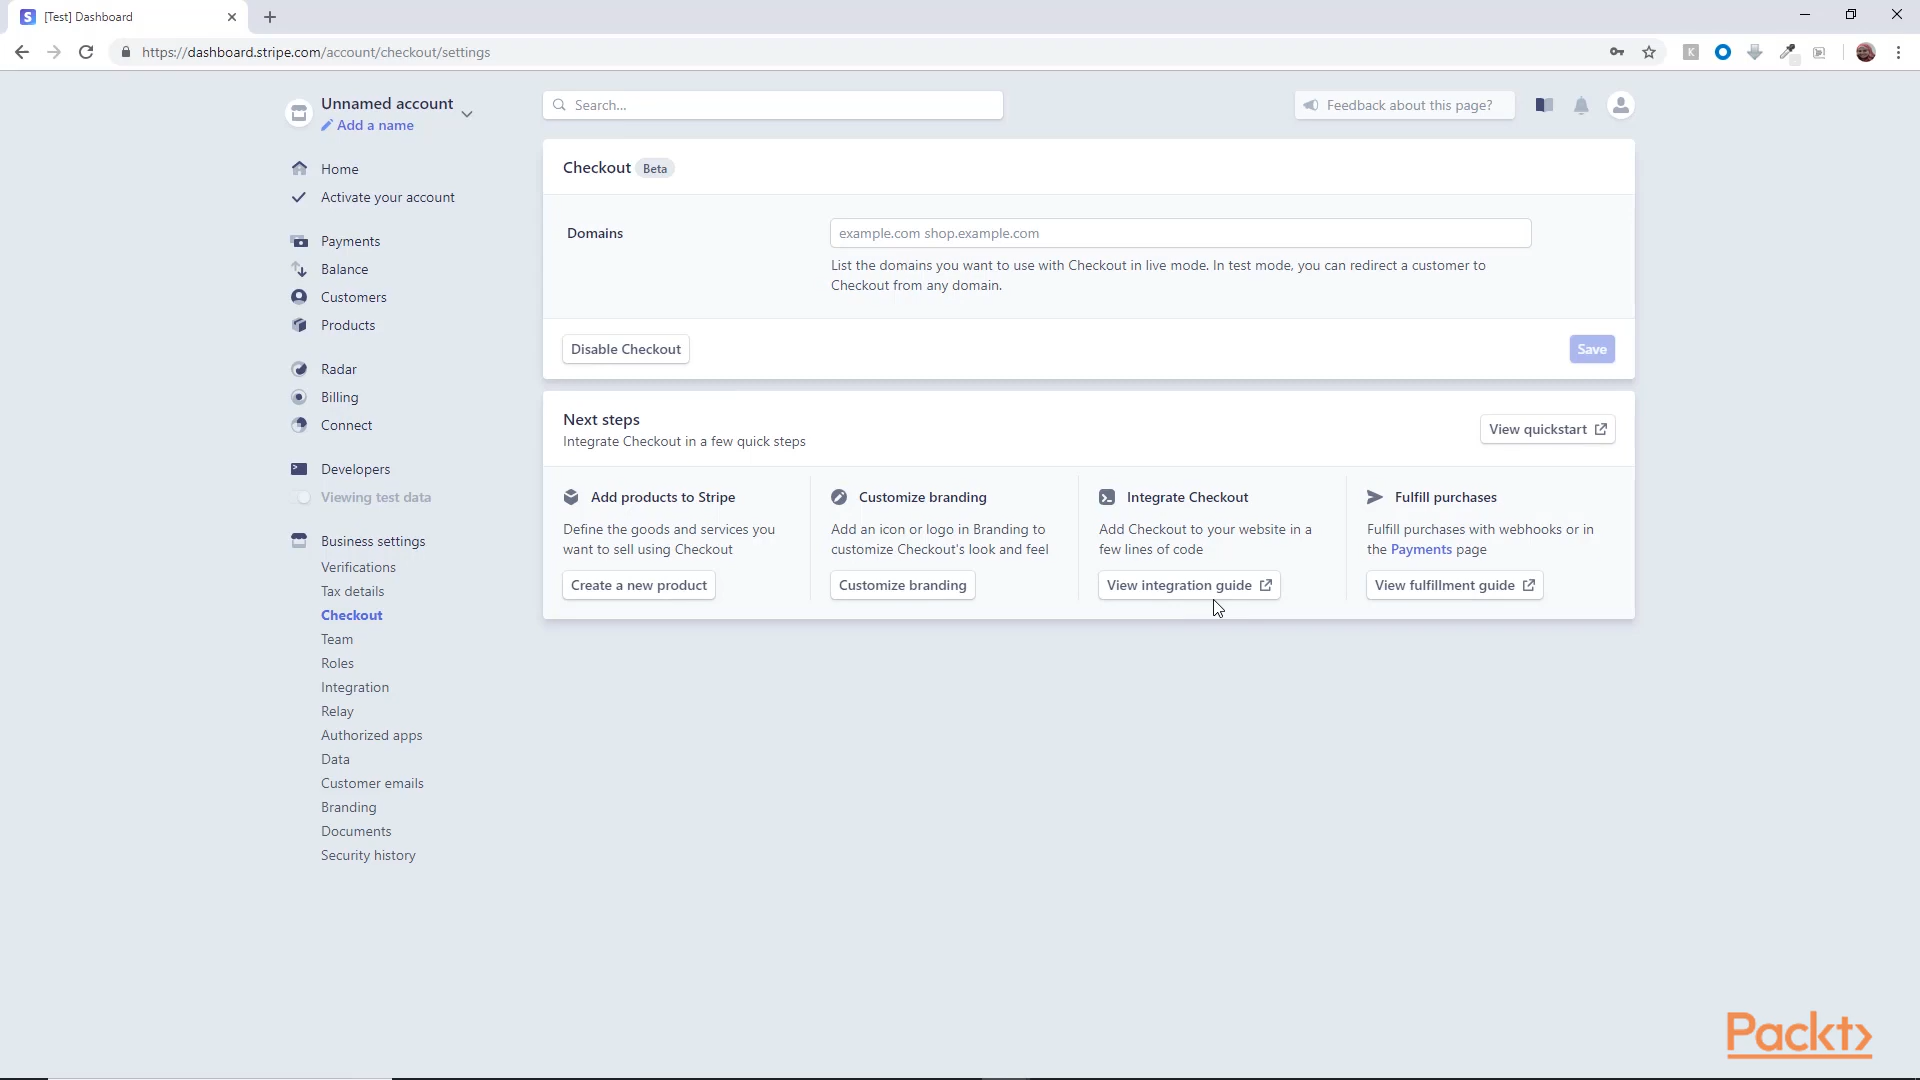 [Test] Dashboard
https://dashboard.stripe.com/account/checkout/settings
Unnamed account
Add a name
Search...
Feedback about this page?
Home
Activate your account
Payments
Balance
Customers
Products
Radar
Billing
Connect
Developers
Viewing test data
Business settings
Verifications
Tax details
Checkout
Team
Roles
Integration
Relay
Authorized apps
Data
Customer emails
Branding
Documents
Security history
Checkout Beta
Domains
example.com shop.example.com
List the domains you want to use with Checkout in live mode. In test mode, you can redirect a customer to
Checkout from any domain.
Disable Checkout
Save
Next steps
Integrate Checkout in a few quick steps
View quickstart
Add products to Stripe
Define the goods and services you
want to sell using Checkout
Create a new product
Customize branding
Add an icon or logo in Branding to
customize Checkout's look and feel
Customize branding
Integrate Checkout
Add Checkout to your website in a
few lines of code
View integration guide
Fulfill purchases
Fulfill purchases with webhooks or in
the Payments page
View fulfillment guide
Packt